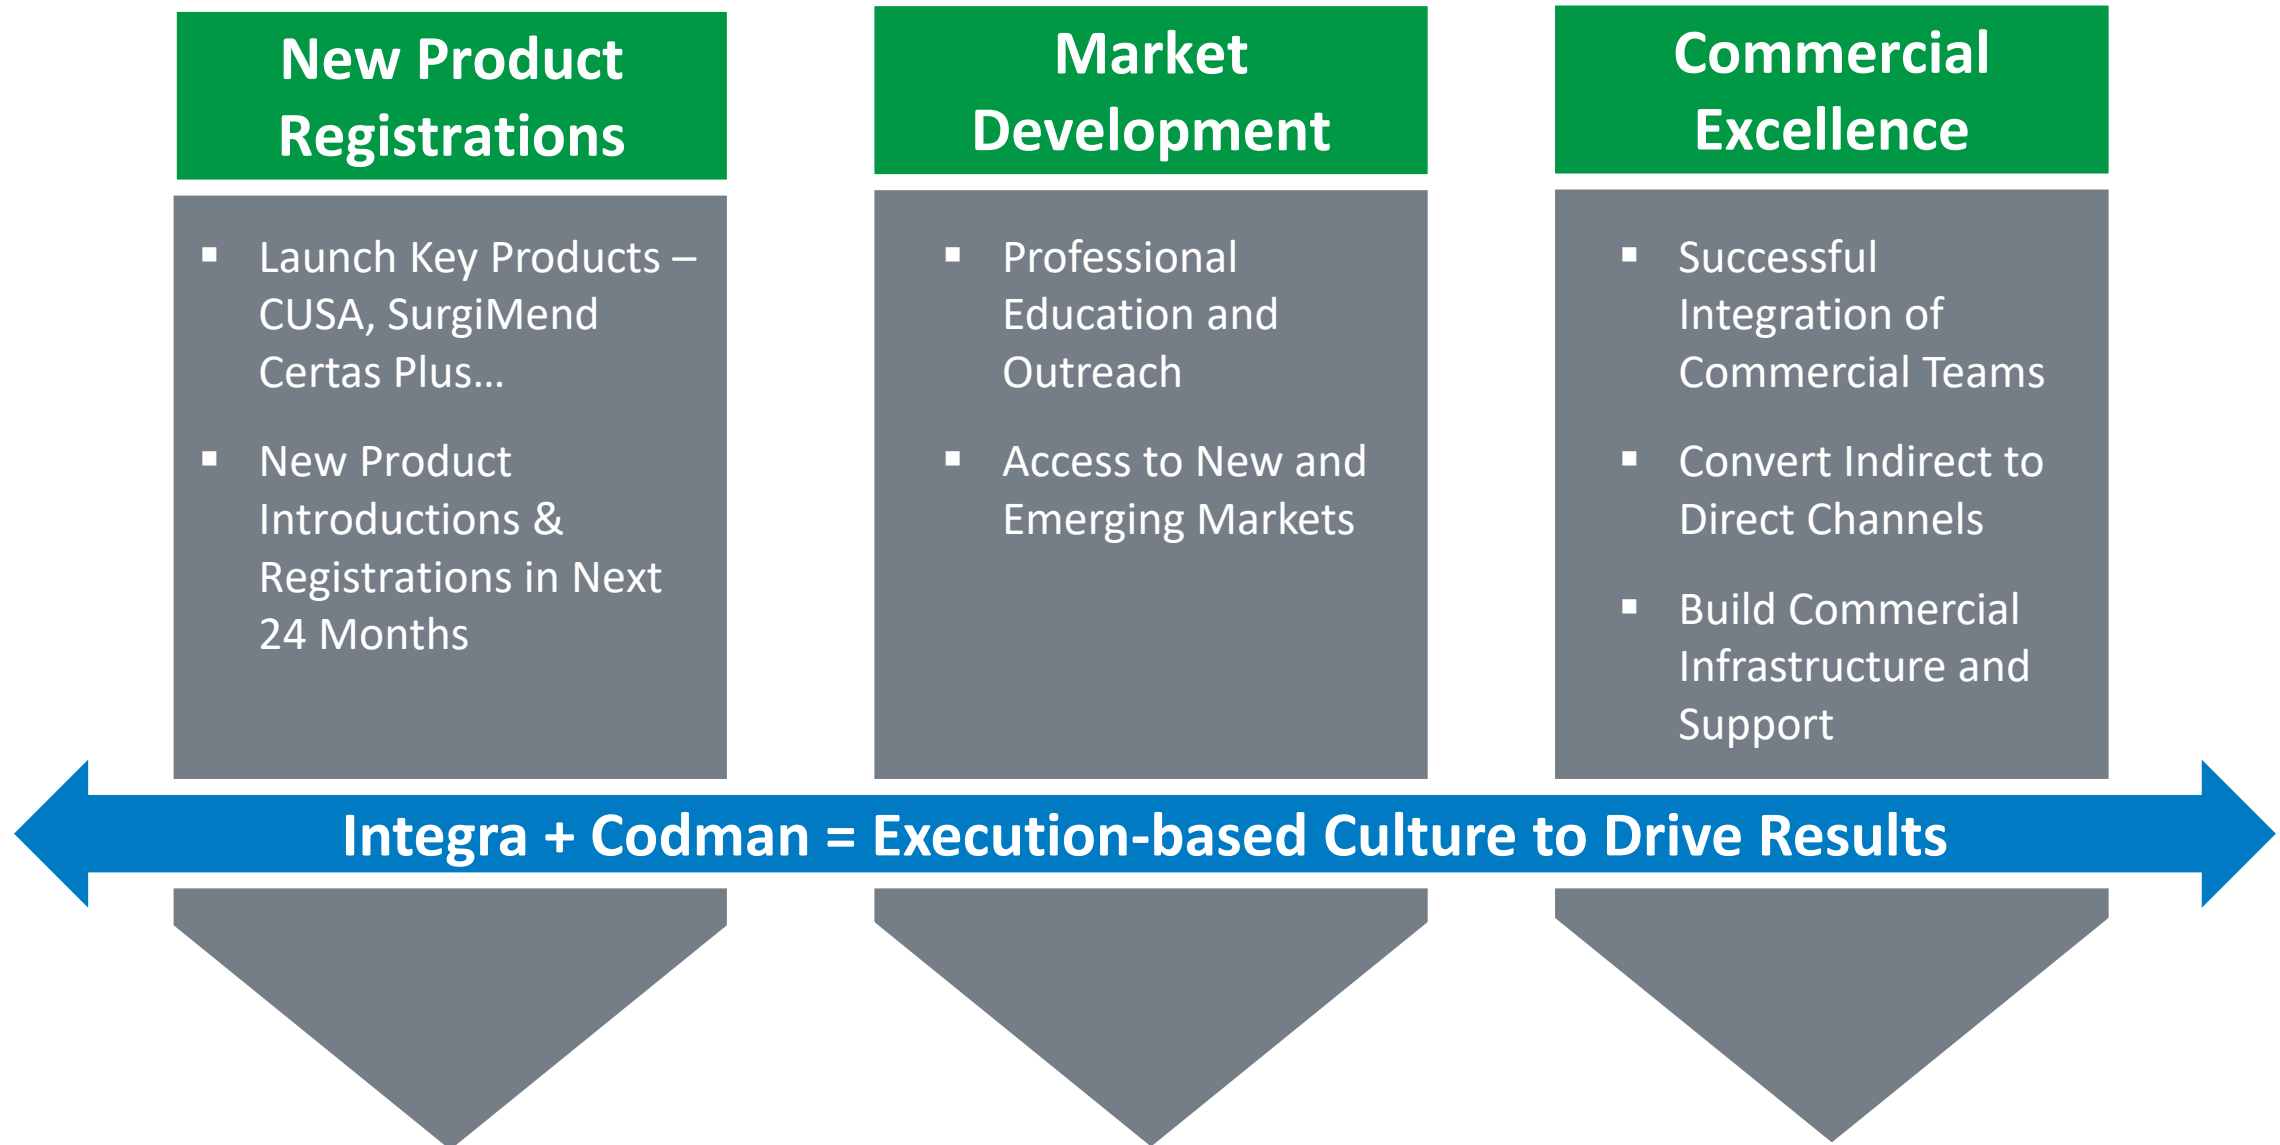 New Product
Registrations
▪ Launch Key Products –
CUSA, SurgiMend
Certas Plus…
▪ New Product
Introductions &
Registrations in Next
24 Months
Market
Development
▪ Professional
Education and
Outreach
▪ Access to New and
Emerging Markets
Commercial
Excellence
▪ Successful
Integration of
Commercial Teams
▪ Convert Indirect to
Direct Channels
▪ Build Commercial
Infrastructure and
Support
Integra + Codman = Execution-based Culture to Drive Results